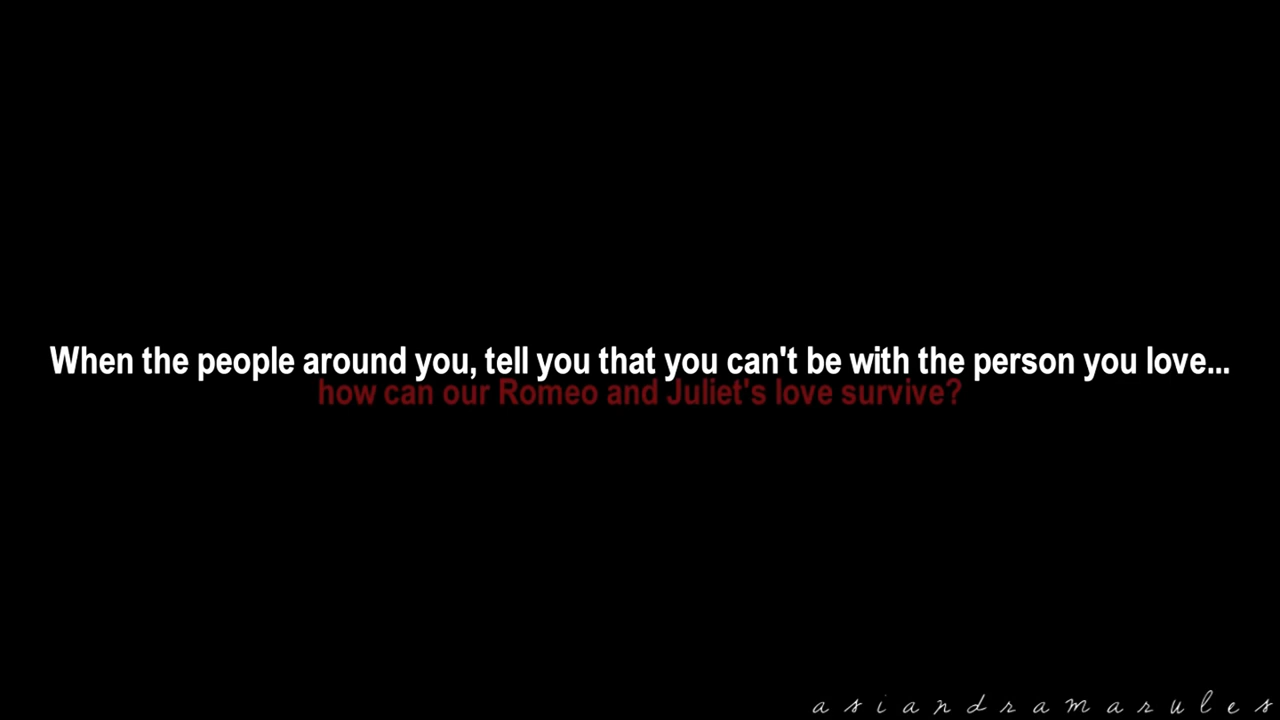 When the people around you, tell you that you can't be with the person you love...
how can our Romeo and Juliet's love survive?
asiandramarules